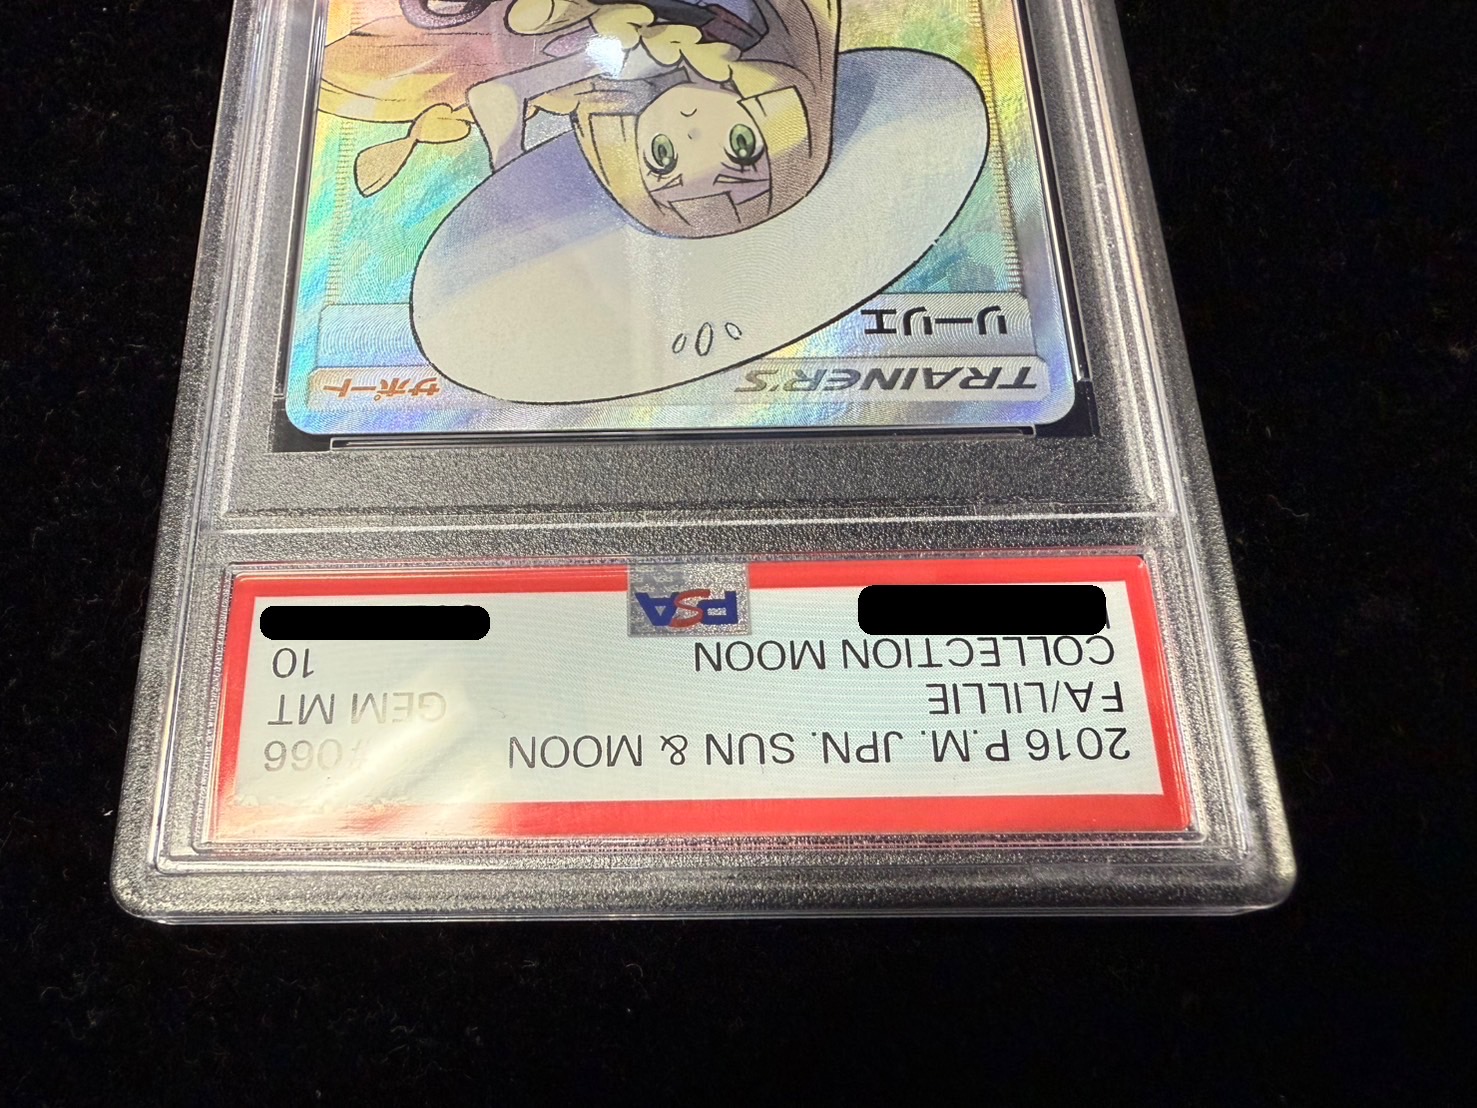 2016 P.M. JPN. SUN & MOON #066
FA/LILLIE GEM MT
COLLECTION MOON 10
PSA
TRAINER'S サポート
リーリエ